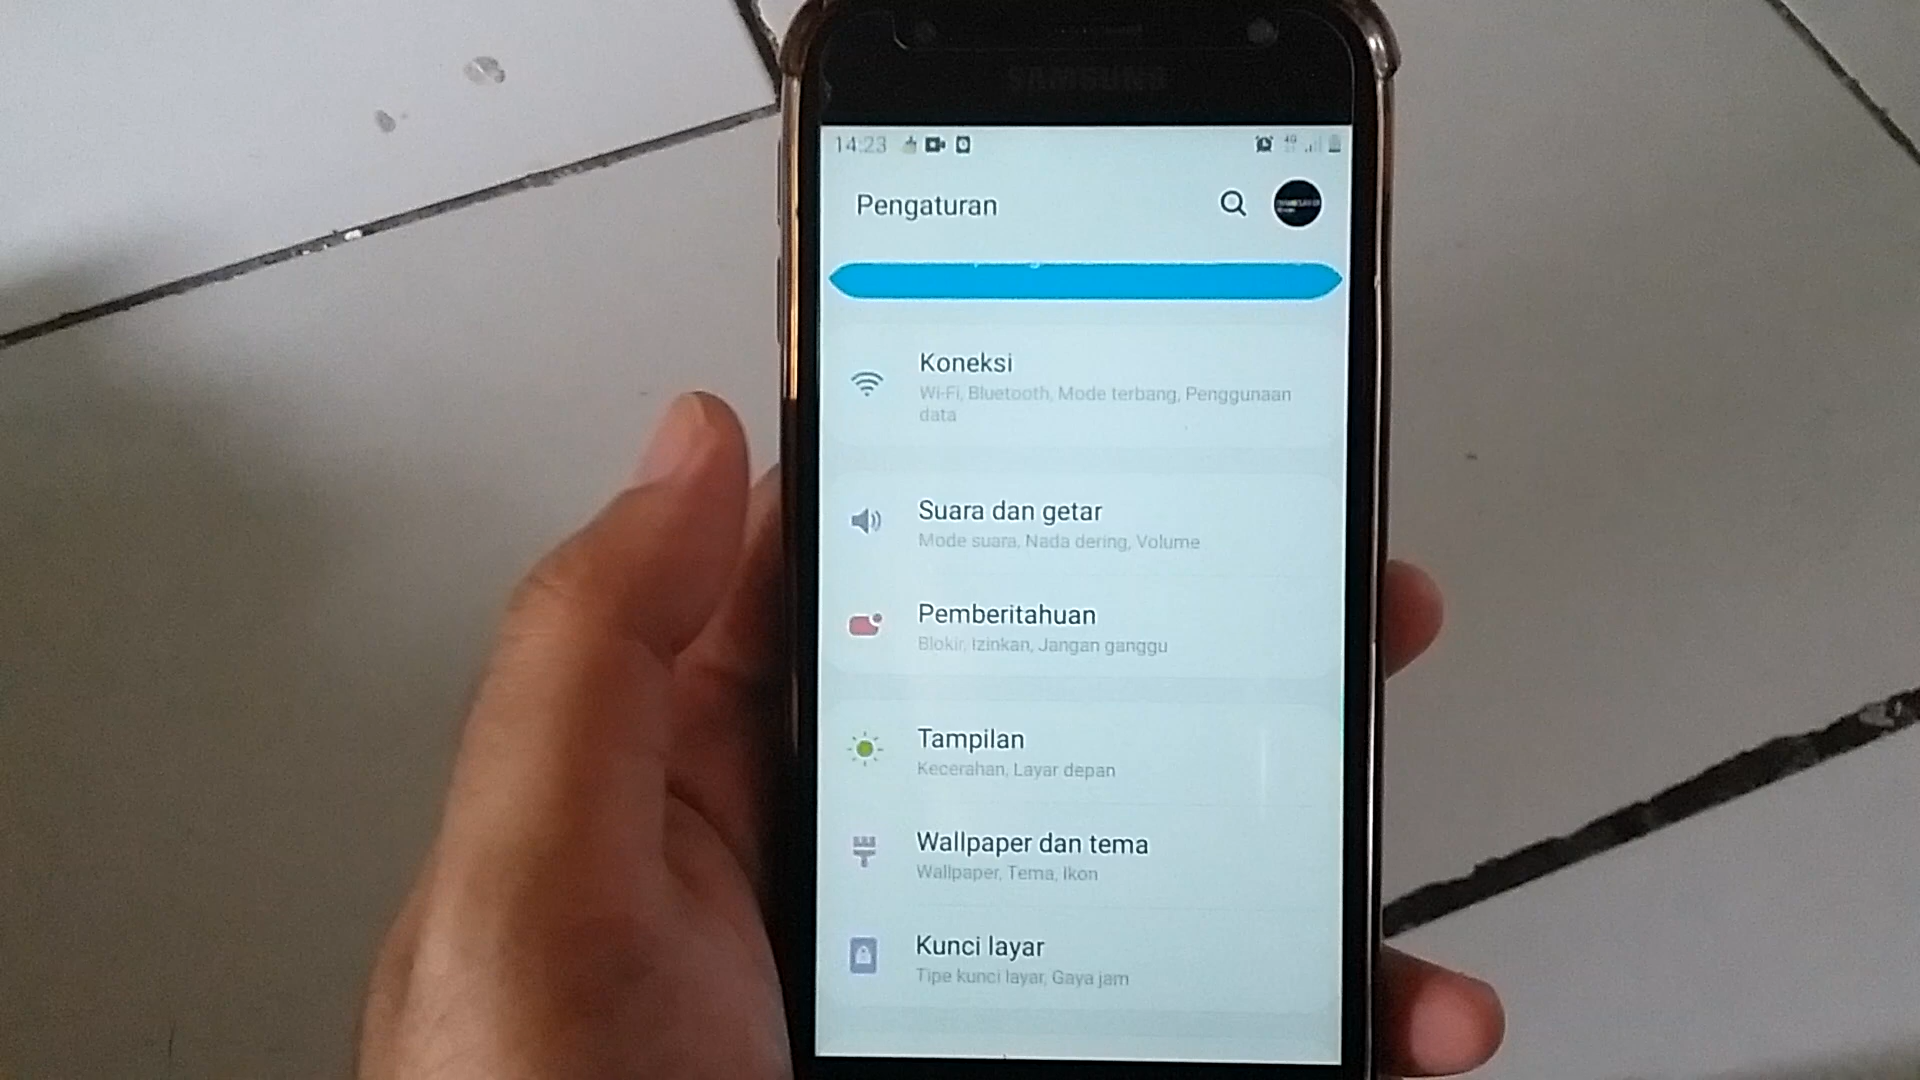 SAMSUNG
14:23
4G
Pengaturan
Koneksi
Wi-Fi, Bluetooth, Mode terbang, Penggunaan
data
Suara dan getar
Mode suara, Nada dering, Volume
Pemberitahuan
Blokir, Izinkan, Jangan ganggu
Tampilan
Kecerahan, Layar depan
Wallpaper dan tema
Wallpaper, Tema, Ikon
Kunci layar
Tipe kunci layar, Gaya jam